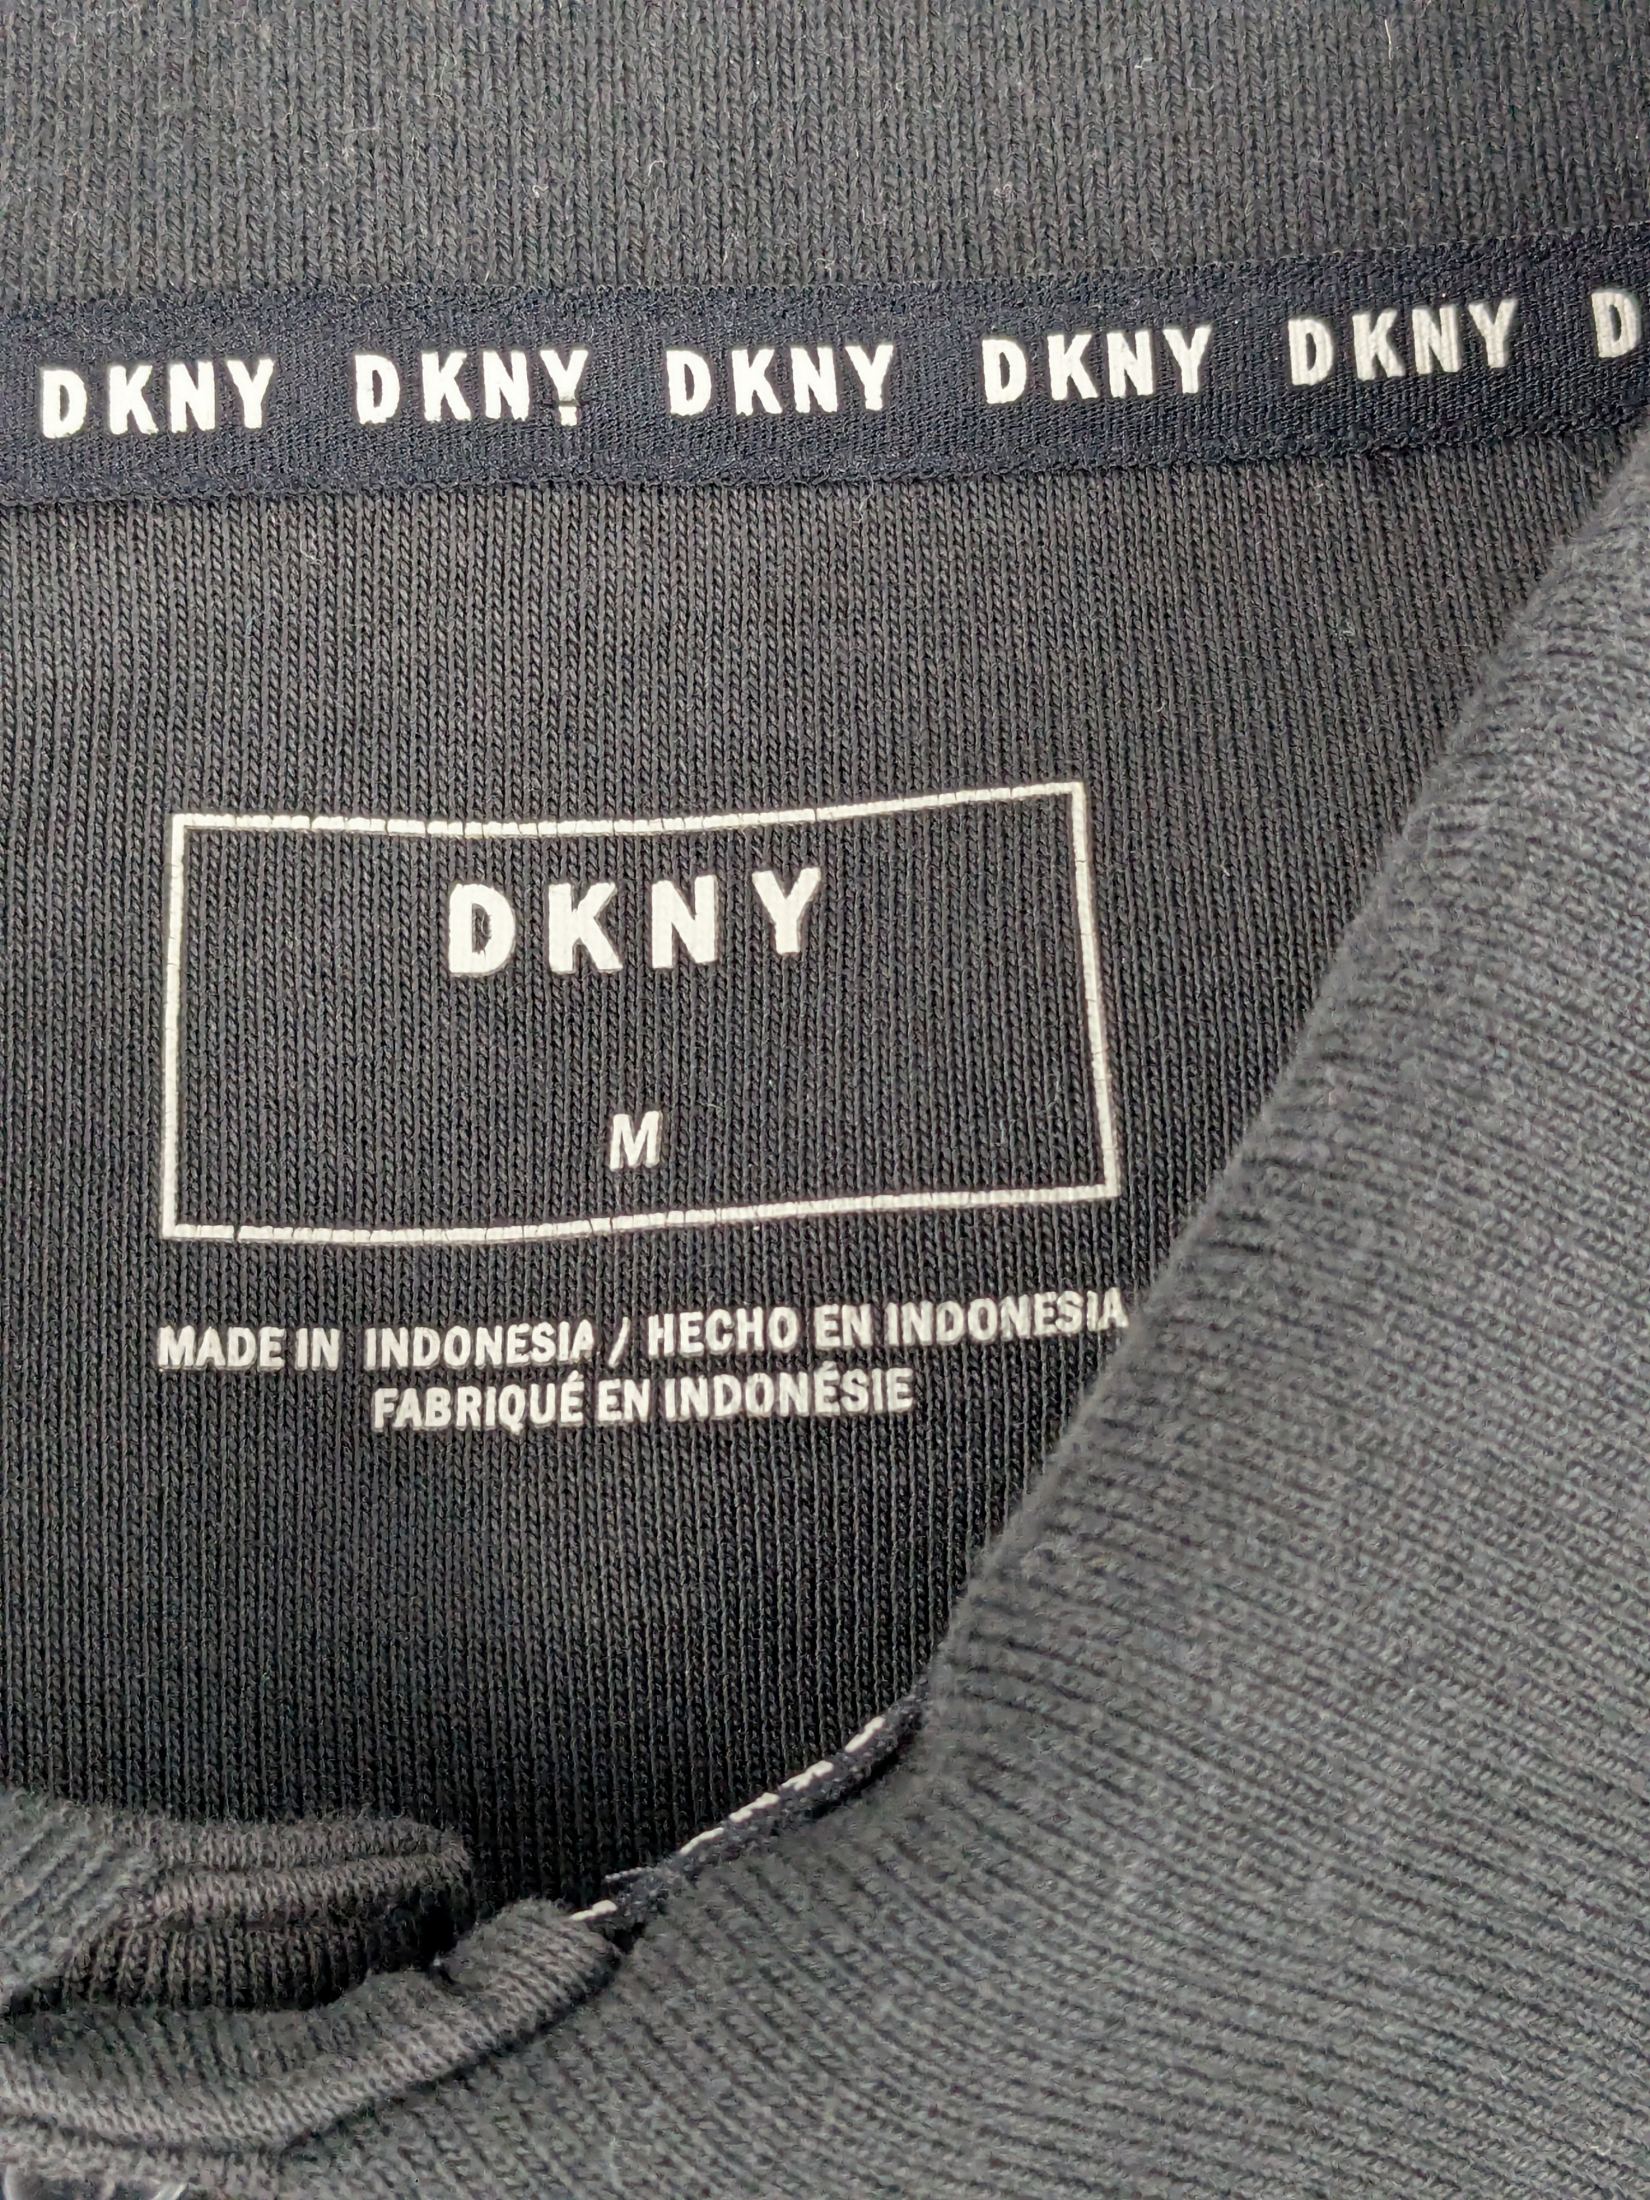 DKNY DKNY DKNY DKNY DKNY D
DKNY
M
MADE IN INDONESIA / HECHO EN INDONESIA
FABRIQUÉ EN INDONÉSIE